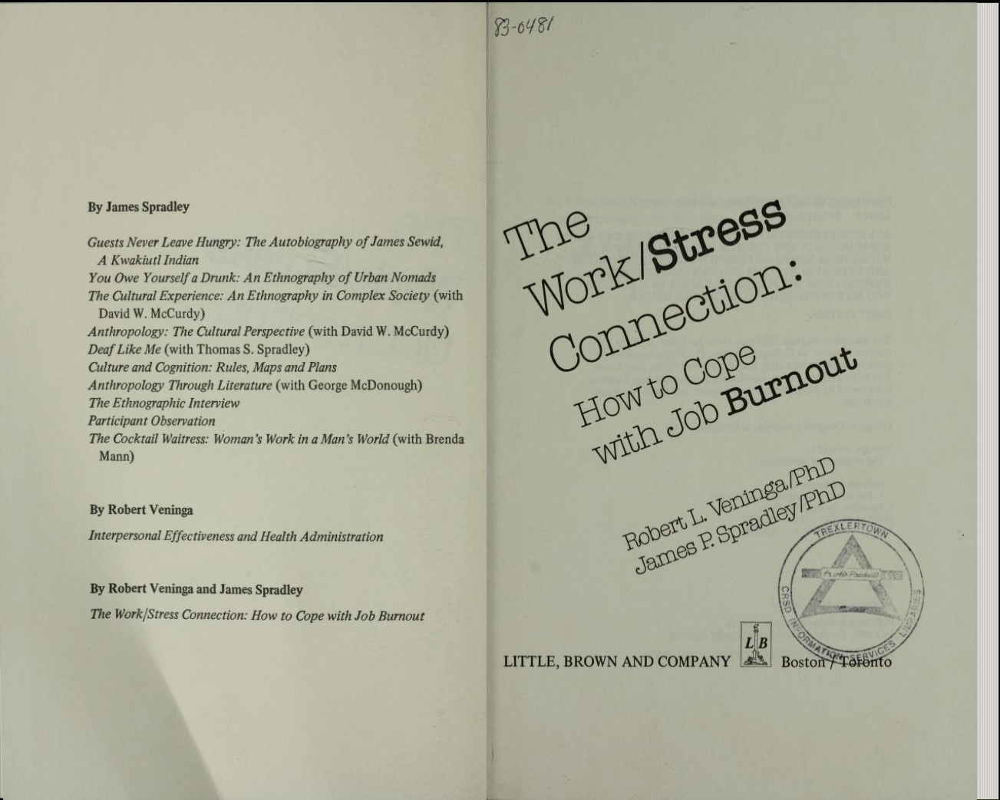 By James Spradley
Guests Never Leave Hungry: The Autobiography of James Sewid,
A Kwakiutl Indian
You Owe Yourself a Drunk: An Ethnography of Urban Nomads
The Cultural Experience: An Ethnography in Complex Society (with
David W. McCurdy)
Anthropology: The Cultural Perspective (with David W. McCurdy)
Deaf Like Me (with Thomas S. Spradley)
Culture and Cognition: Rules, Maps and Plans
Anthropology Through Literature (with George McDonough)
The Ethnographic Interview
Participant Observation
The Cocktail Waitress: Woman's Work in a Man's World (with Brenda
Mann)
By Robert Veninga
Interpersonal Effectiveness and Health Administration
By Robert Veninga and James Spradley
The Work/Stress Connection: How to Cope with Job Burnout
83-0481
The
Work/Stress
Connection:
How to Cope
with Job Burnout
Robert L. Veninga/PhD
James P. Spradley/PhD
TREXLERTOWN
Air Products
CRSD INFORMATION SERVICES LIBRARIES
LITTLE, BROWN AND COMPANY
L B
Boston / Toronto